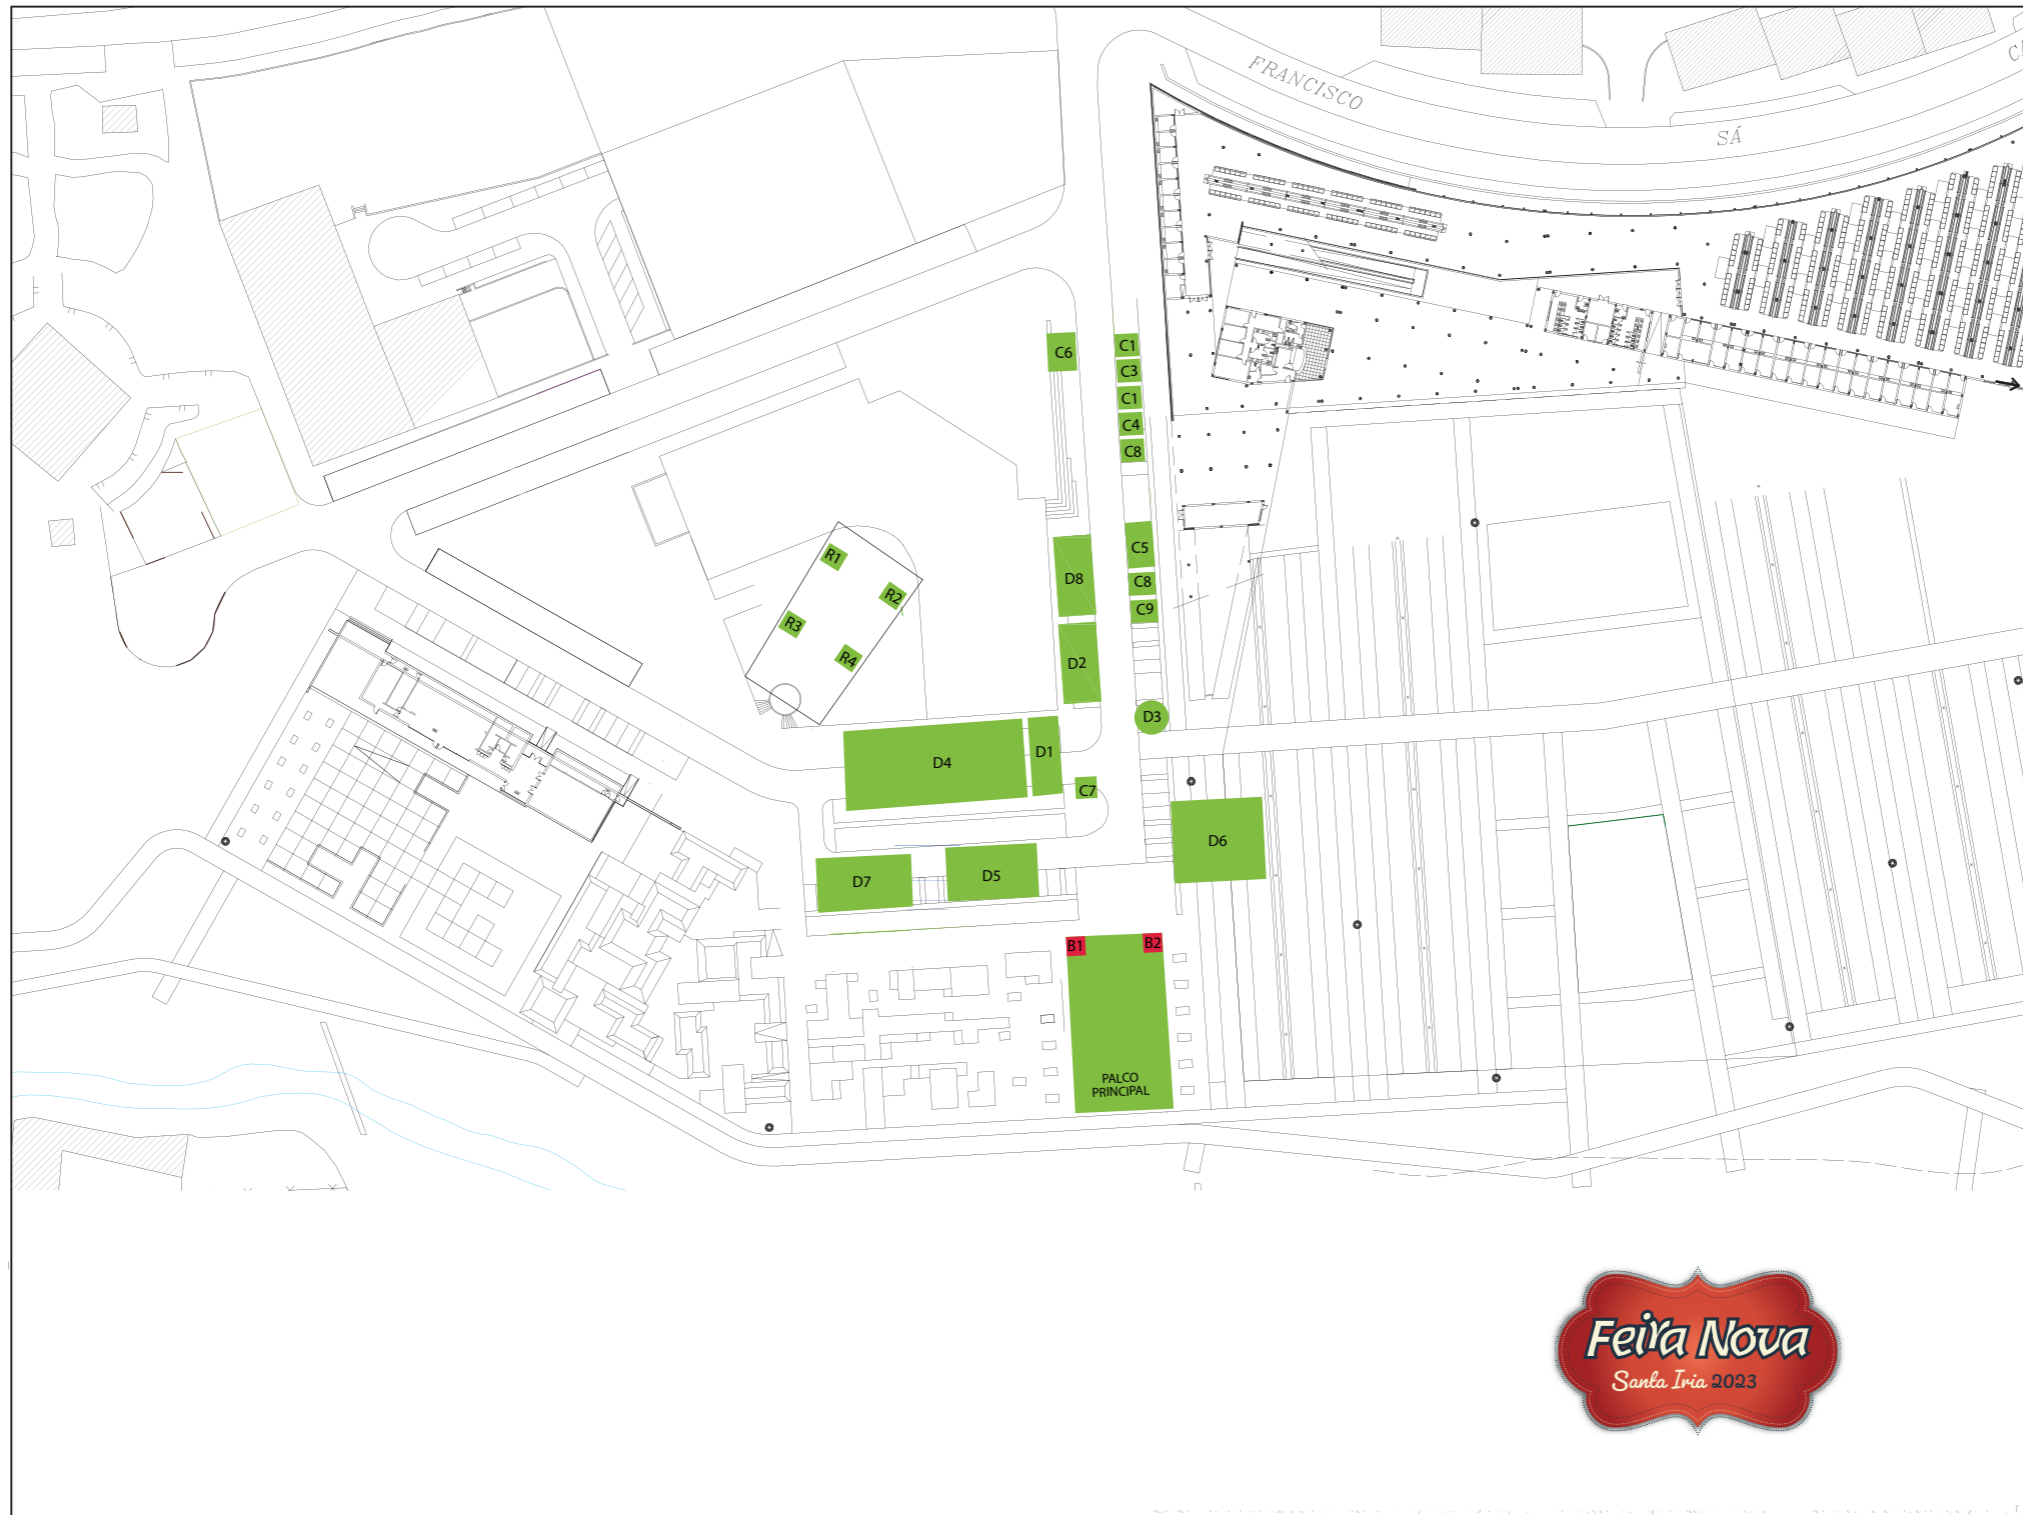 FRANCISCO
SÁ
C6
C1
C3
C1
C4
C8
C5
C8
C9
D8
D2
D3
R1
R2
R3
R4
D4
D1
C7
D6
D7
D5
B1
B2
PALCO
PRINCIPAL
Feira Nova
Santa Iria 2023